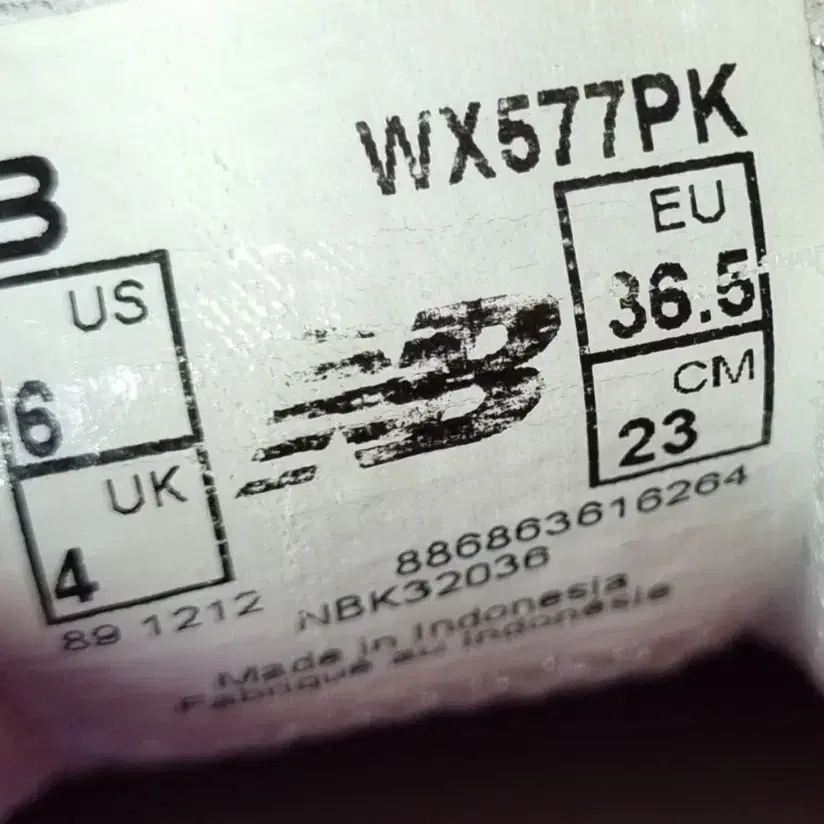 WX577PK
B
US
6
UK
4
EU
36.5
CM
23
886863616264
89 1212
NBK32036
Made in Indonesia
Fabriqué au indonésie